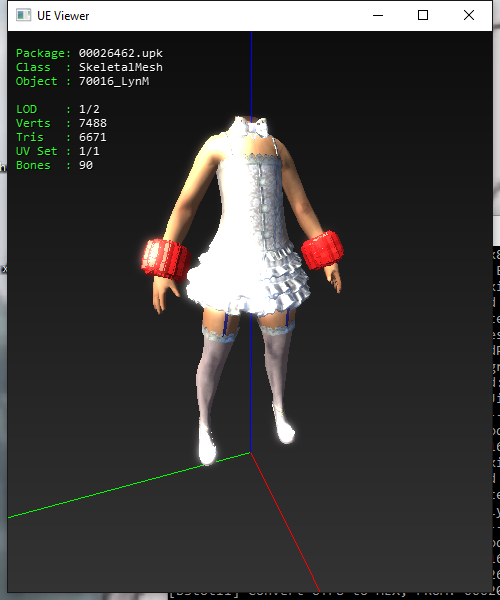 UE Viewer
Package: 00026462.upk
Class : SkeletalMesh
Object : 70016_LynM
LOD : 1/2
Verts : 7488
Tris : 6671
UV Set : 1/1
Bones : 90